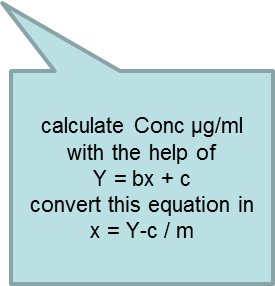 calculate Conc µg/ml
with the help of
Y = bx + c
convert this equation in
x = Y-c / m